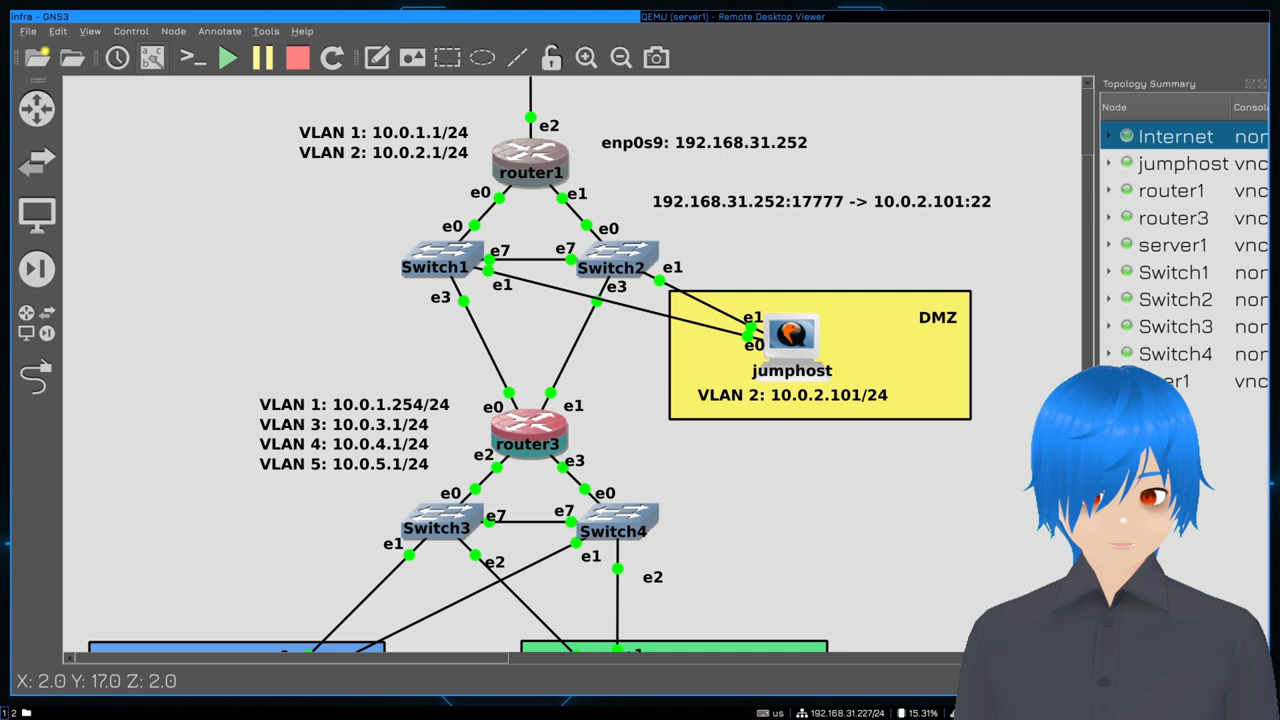 infra - GNS3
QEMU (server1) - Remote Desktop Viewer
File Edit View Control Node Annotate Tools Help
Topology Summary
Node
Internet
jumphost vnc
router1 vnc
router3 vnc
server1 vnc
Switch1
Switch2
Switch3
Switch4
e2
VLAN 1: 10.0.1.1/24
VLAN 2: 10.0.2.1/24
enp0s9: 192.168.31.252
router1
e0
e1
192.168.31.252:17777 -> 10.0.2.101:22
e0
e0
e7
e7
Switch1
Switch2
e1
e1
e3
e3
DMZ
e1
e0
jumphost
VLAN 2: 10.0.2.101/24
VLAN 1: 10.0.1.254/24
VLAN 3: 10.0.3.1/24
VLAN 4: 10.0.4.1/24
VLAN 5: 10.0.5.1/24
e0
e1
router3
e2
e3
e0
e0
e7
e7
Switch3
Switch4
e1
e2
e1
e2
X: 2.0 Y: 17.0 Z: 2.0
1 2
us
192.168.31.227/24
15.31%